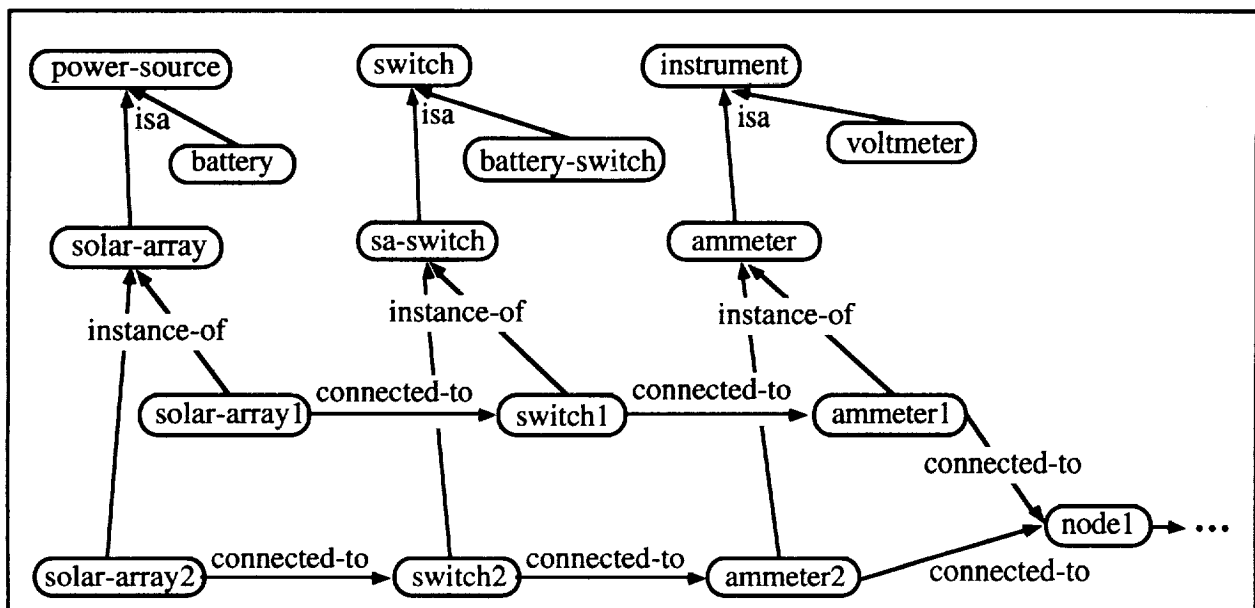 power-source
switch
instrument
isa
isa
isa
battery
battery-switch
voltmeter
solar-array
sa-switch
ammeter
instance-of
instance-of
instance-of
connected-to
connected-to
solar-array1
switch1
ammeter1
connected-to
node1
...
connected-to
connected-to
connected-to
solar-array2
switch2
ammeter2